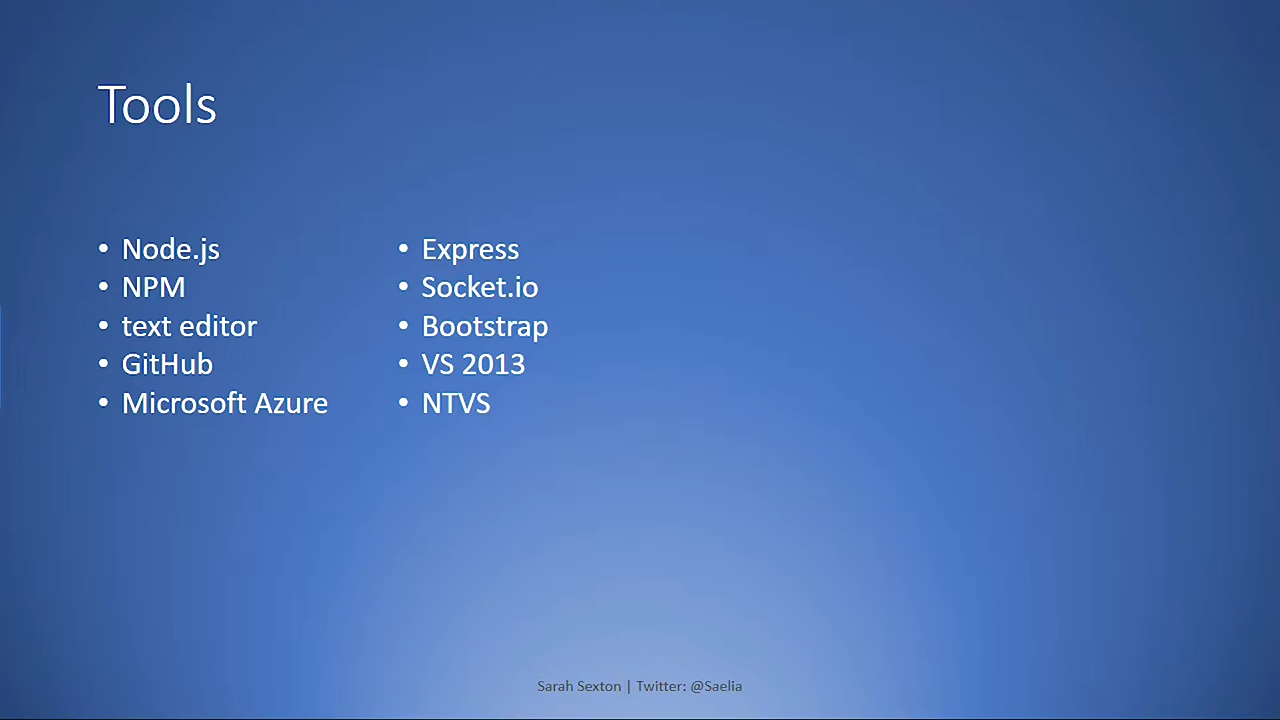 Tools
• Node.js
• NPM
• text editor
• GitHub
• Microsoft Azure
• Express
• Socket.io
• Bootstrap
• VS 2013
• NTVS
Sarah Sexton | Twitter: @Saelia